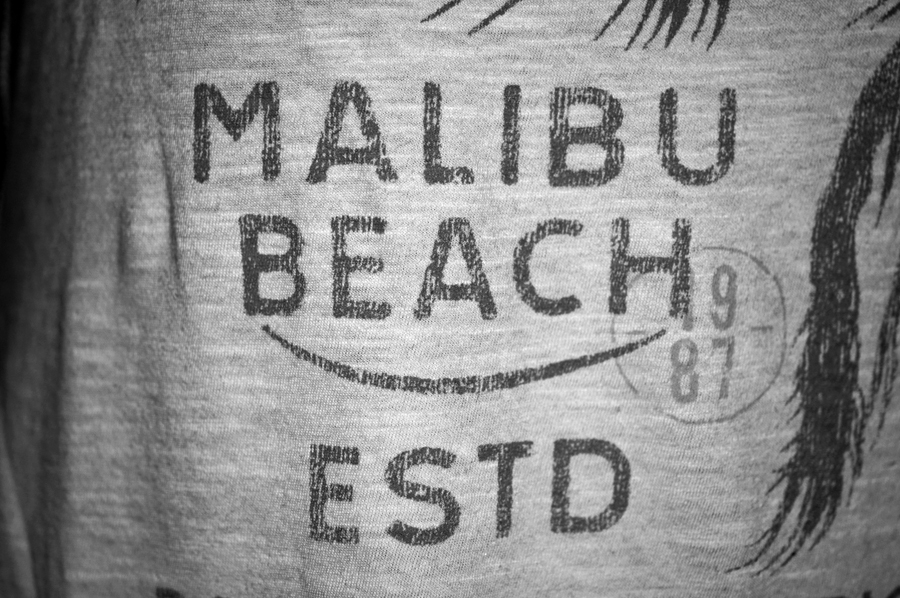 MALIBU
BEACH
19
87
ESTD